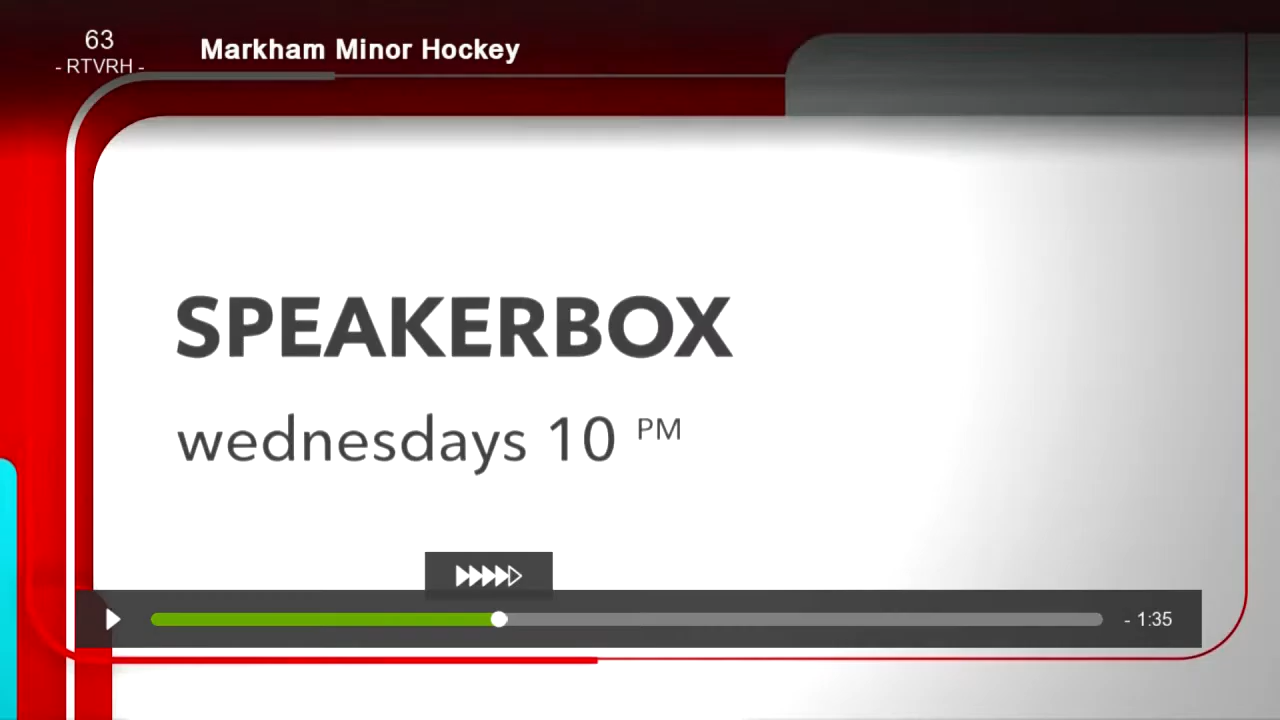 63
- RTVRH -
Markham Minor Hockey
SPEAKERBOX
wednesdays 10 PM
- 1:35